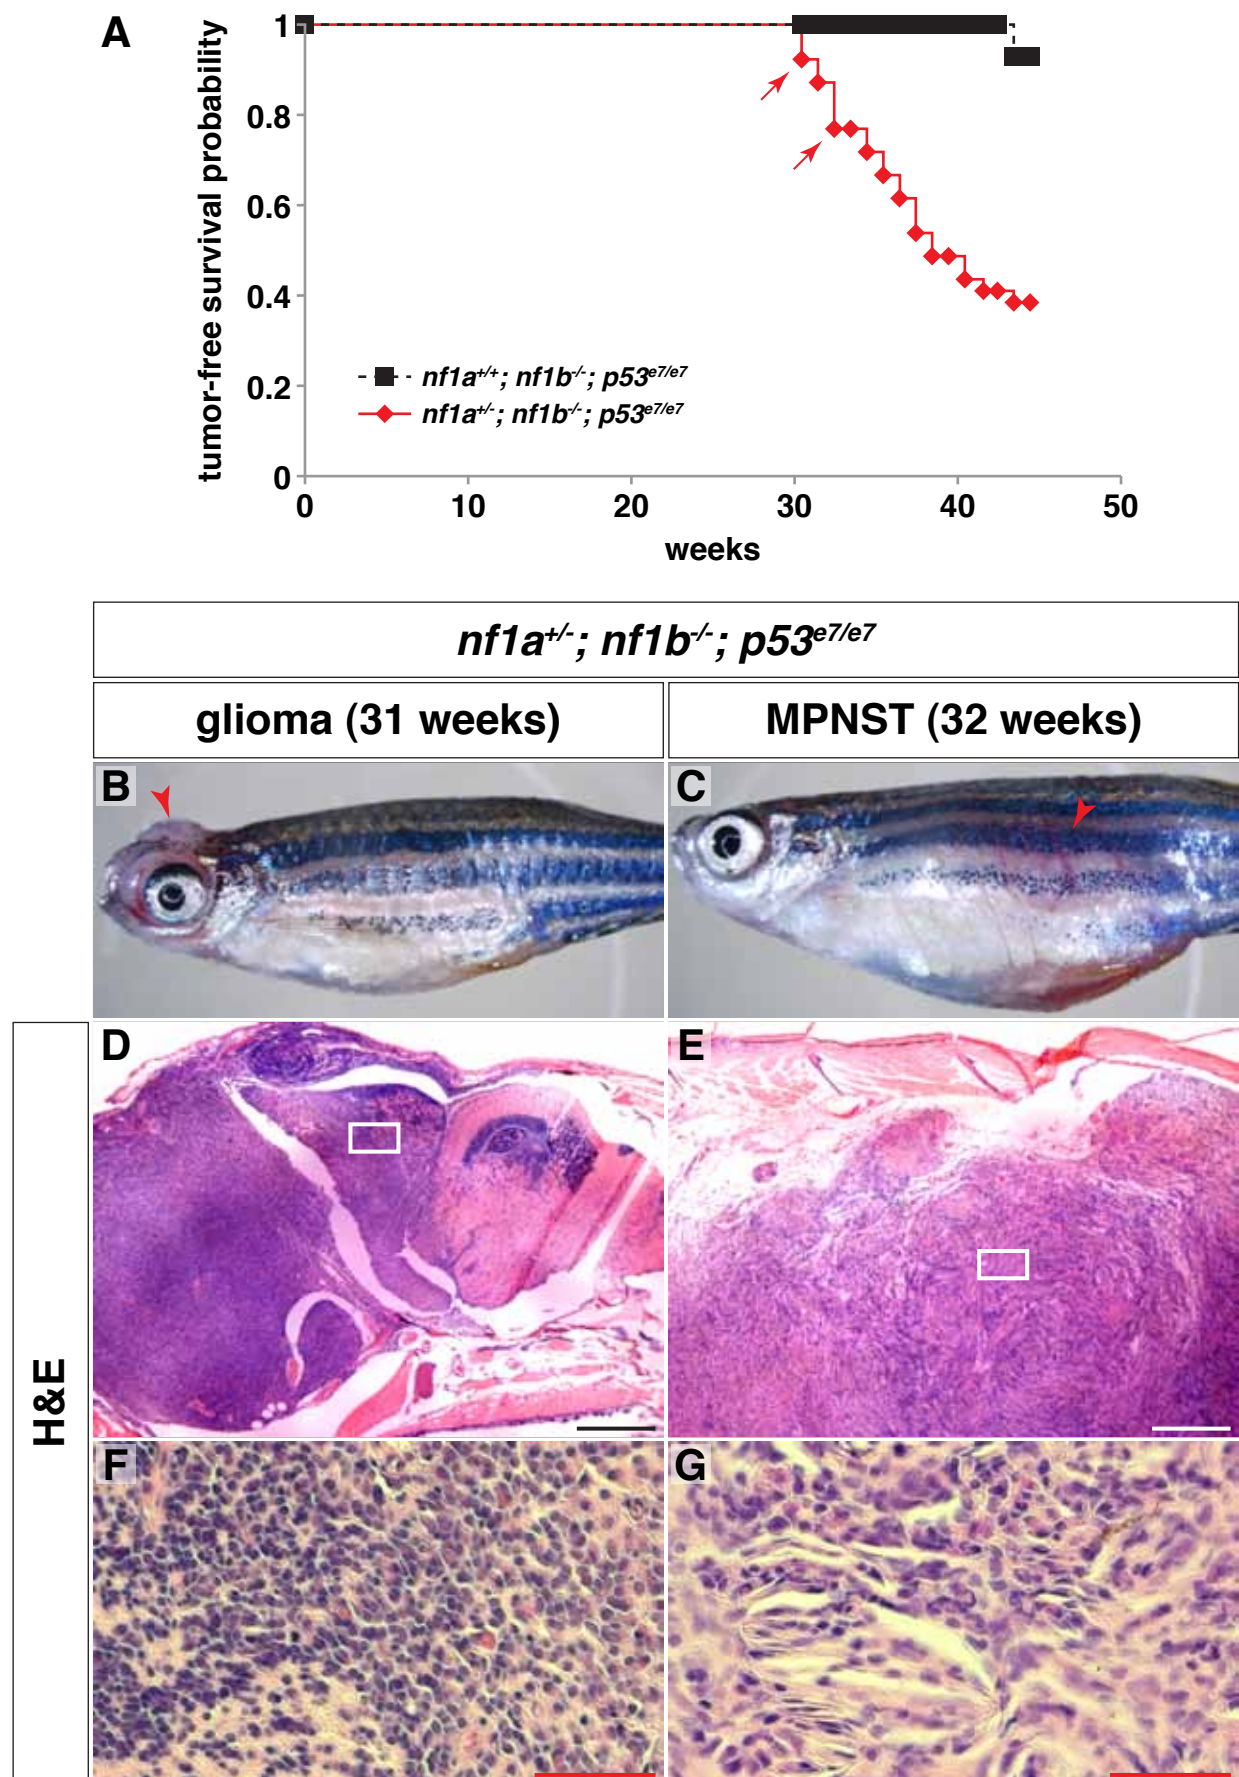 A
tumor-free survival probability
1
0.8
0.6
0.4
0.2
0
nf1a+/+; nf1b-/-; p53e7/e7
nf1a+/-; nf1b-/-; p53e7/e7
0 10 20 30 40 50
weeks
nf1a+/-; nf1b-/-; p53e7/e7
glioma (31 weeks) MPNST (32 weeks)
B C
H&E
D E
F G